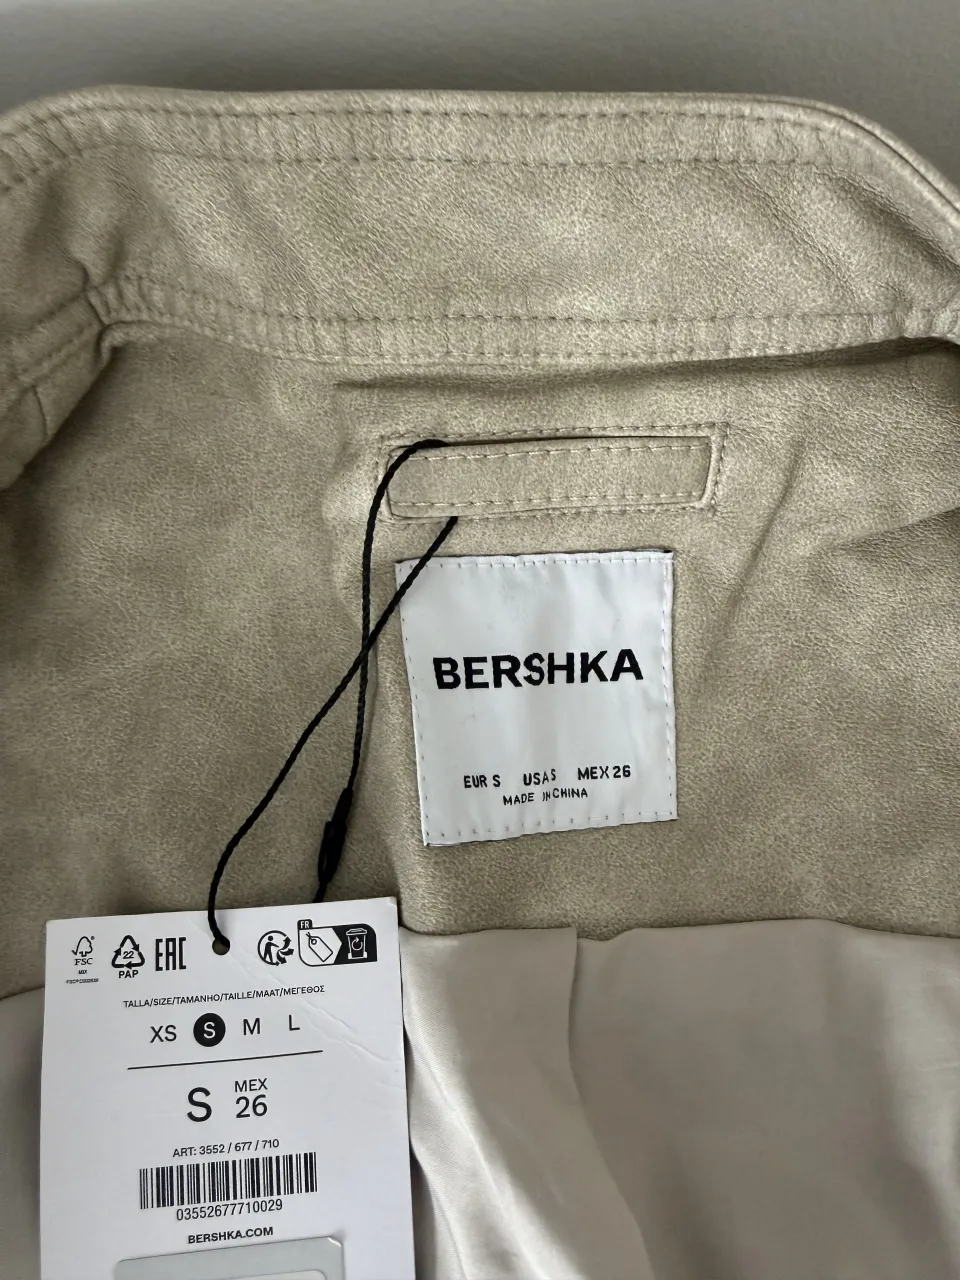 BERSHKA
EUR S USA S MEX 26
MADE IN CHINA
FSC
MIX
22
PAP
EAC
FR
TALLA/SIZE/TAMANHO/TAILLE/MAAT/ΜΕΓΕΘΟΣ
XS S M L
S MEX 26
ART: 3552 / 677 / 710
03552677710029
BERSHKA.COM